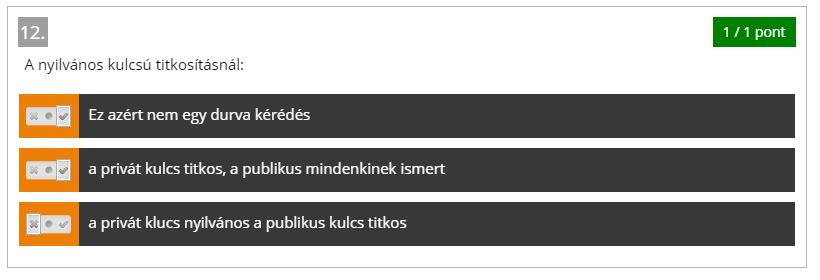 12.
1 / 1 pont
A nyilvános kulcsú titkosításnál:
Ez azért nem egy durva kérédés
a privát kulcs titkos, a publikus mindenkinek ismert
a privát klucs nyilvános a publikus kulcs titkos